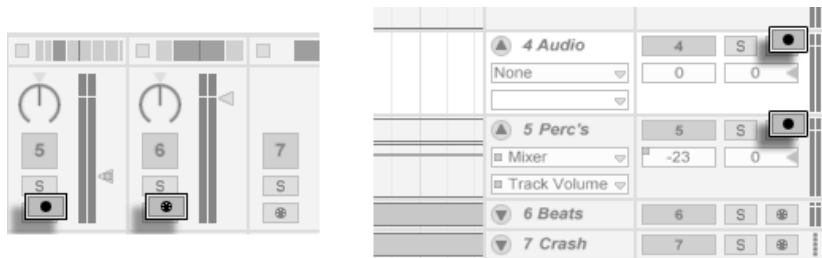 5
S
6
S
7
S
4 Audio
4
S
None
0
0
5 Perc's
5
S
Mixer
-23
0
Track Volume
6 Beats
6
S
7 Crash
7
S